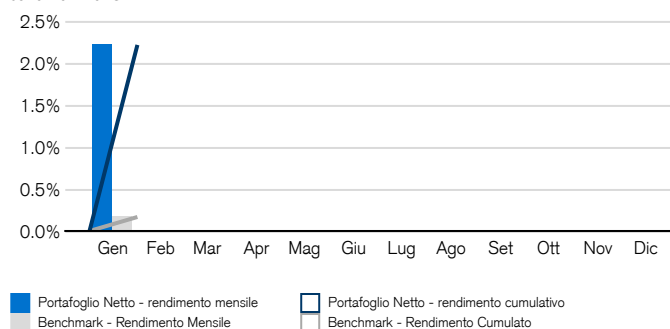 2.5%
2.0%
1.5%
1.0%
0.5%
0.0%
Gen Feb Mar Apr Mag Giu Lug Ago Set Ott Nov Dic
Portafoglio Netto - rendimento mensile Portafoglio Netto - rendimento cumulativo
Benchmark - Rendimento Mensile Benchmark - Rendimento Cumulato